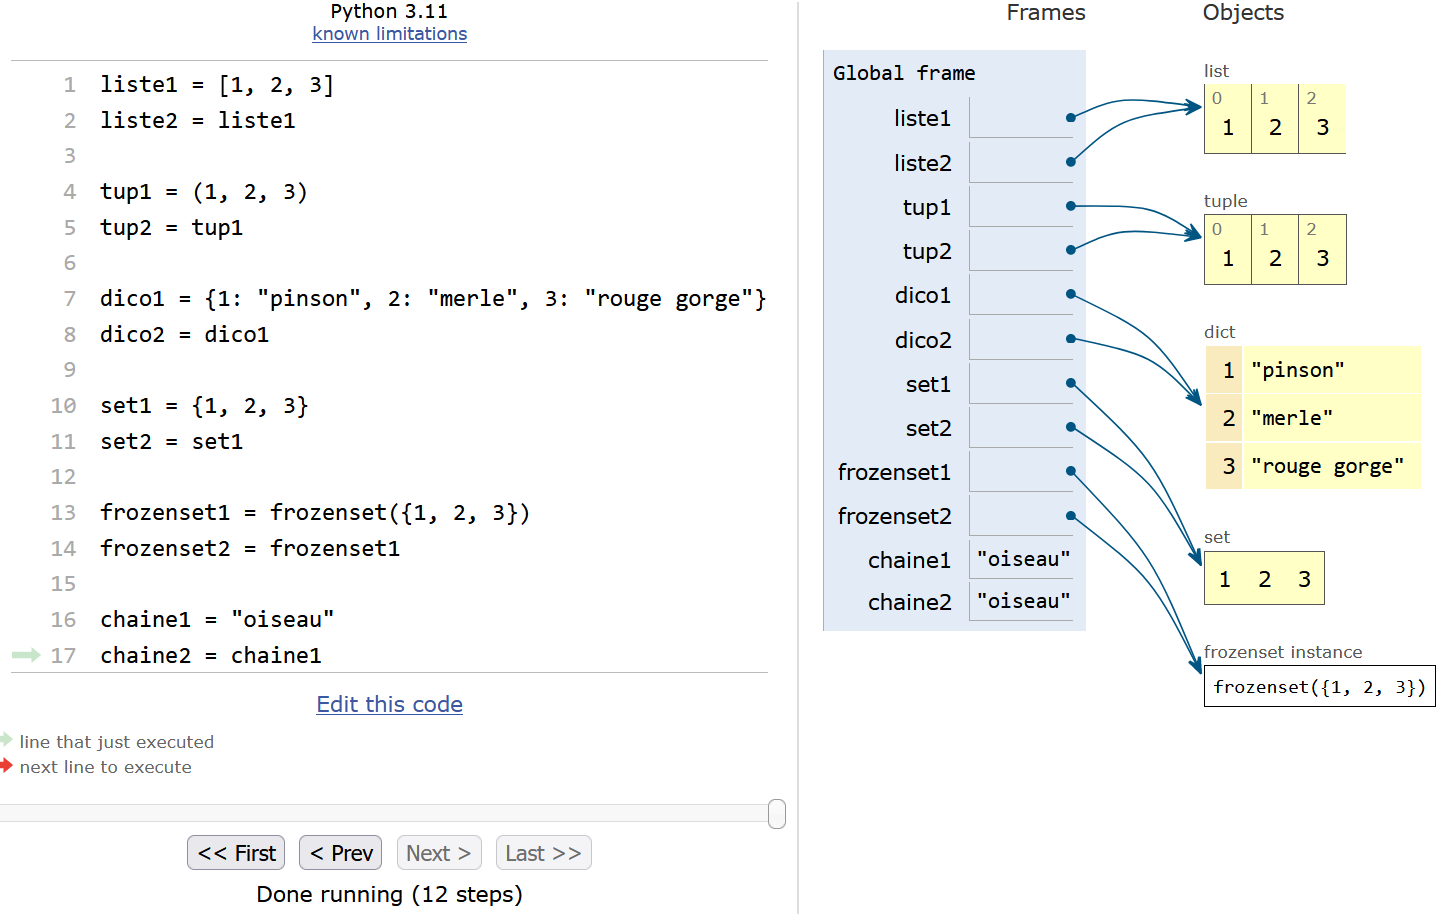 Python 3.11
known limitations
1 liste1 = [1, 2, 3]
2 liste2 = liste1
3
4 tup1 = (1, 2, 3)
5 tup2 = tup1
6
7 dico1 = {1: "pinson", 2: "merle", 3: "rouge gorge"}
8 dico2 = dico1
9
10 set1 = {1, 2, 3}
11 set2 = set1
12
13 frozenset1 = frozenset({1, 2, 3})
14 frozenset2 = frozenset1
15
16 chaine1 = "oiseau"
17 chaine2 = chaine1
Edit this code
line that just executed
next line to execute
<< First < Prev Next > Last >>
Done running (12 steps)
Frames Objects
Global frame
liste1
liste2
tup1
tup2
dico1
dico2
set1
set2
frozenset1
frozenset2
chaine1 "oiseau"
chaine2 "oiseau"
list
0 1 2
1 2 3
tuple
0 1 2
1 2 3
dict
1 "pinson"
2 "merle"
3 "rouge gorge"
set
1 2 3
frozenset instance
frozenset({1, 2, 3})